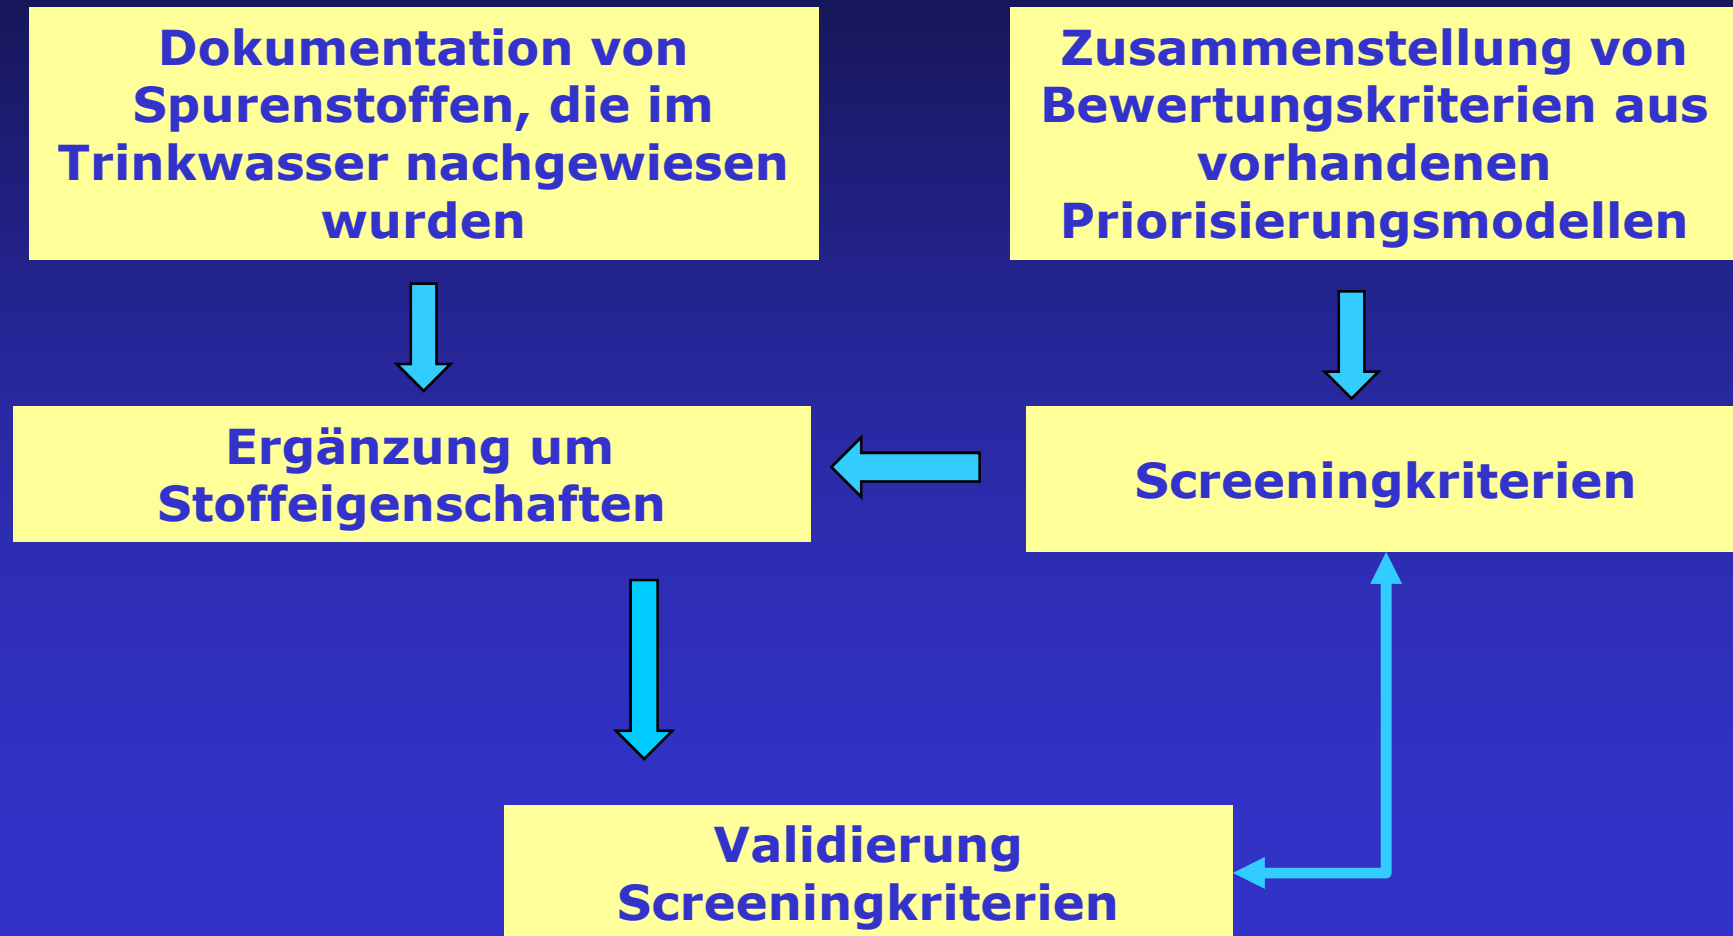 Dokumentation von
Spurenstoffen, die im
Trinkwasser nachgewiesen
wurden
Zusammenstellung von
Bewertungskriterien aus
vorhandenen
Priorisierungsmodellen
Ergänzung um
Stoffeigenschaften
Screeningkriterien
Validierung
Screeningkriterien